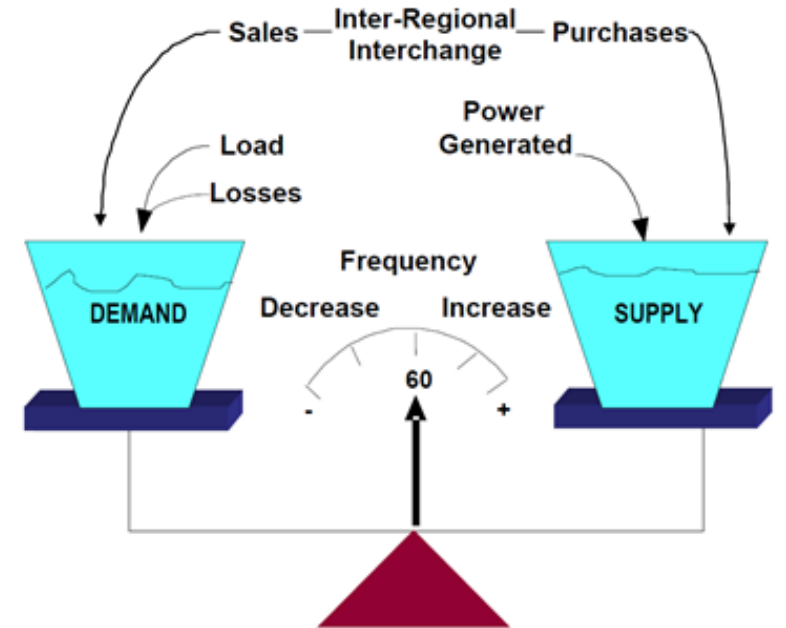 Inter-Regional
Sales
Interchange
Purchases
Load
Losses
Power
Generated
Frequency
Decrease
Increase
DEMAND
SUPPLY
60
-
+